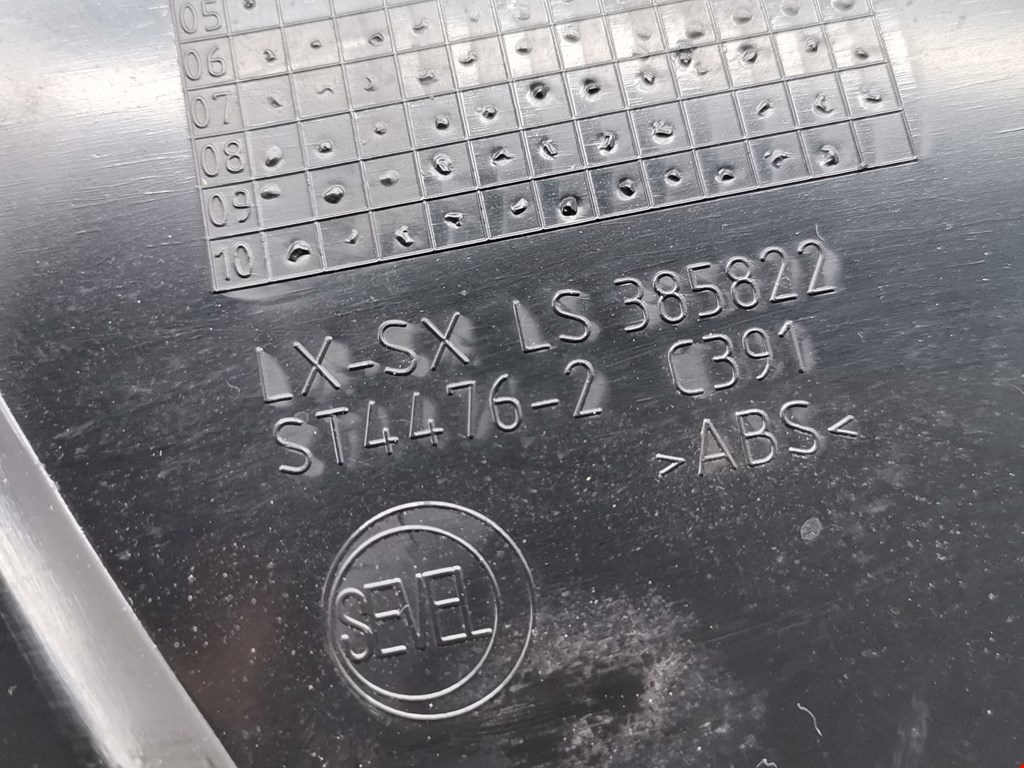 05
06
07
08
09
10
LX-SX LS 385822
ST4476-2 C391
>ABS<
SEVEL